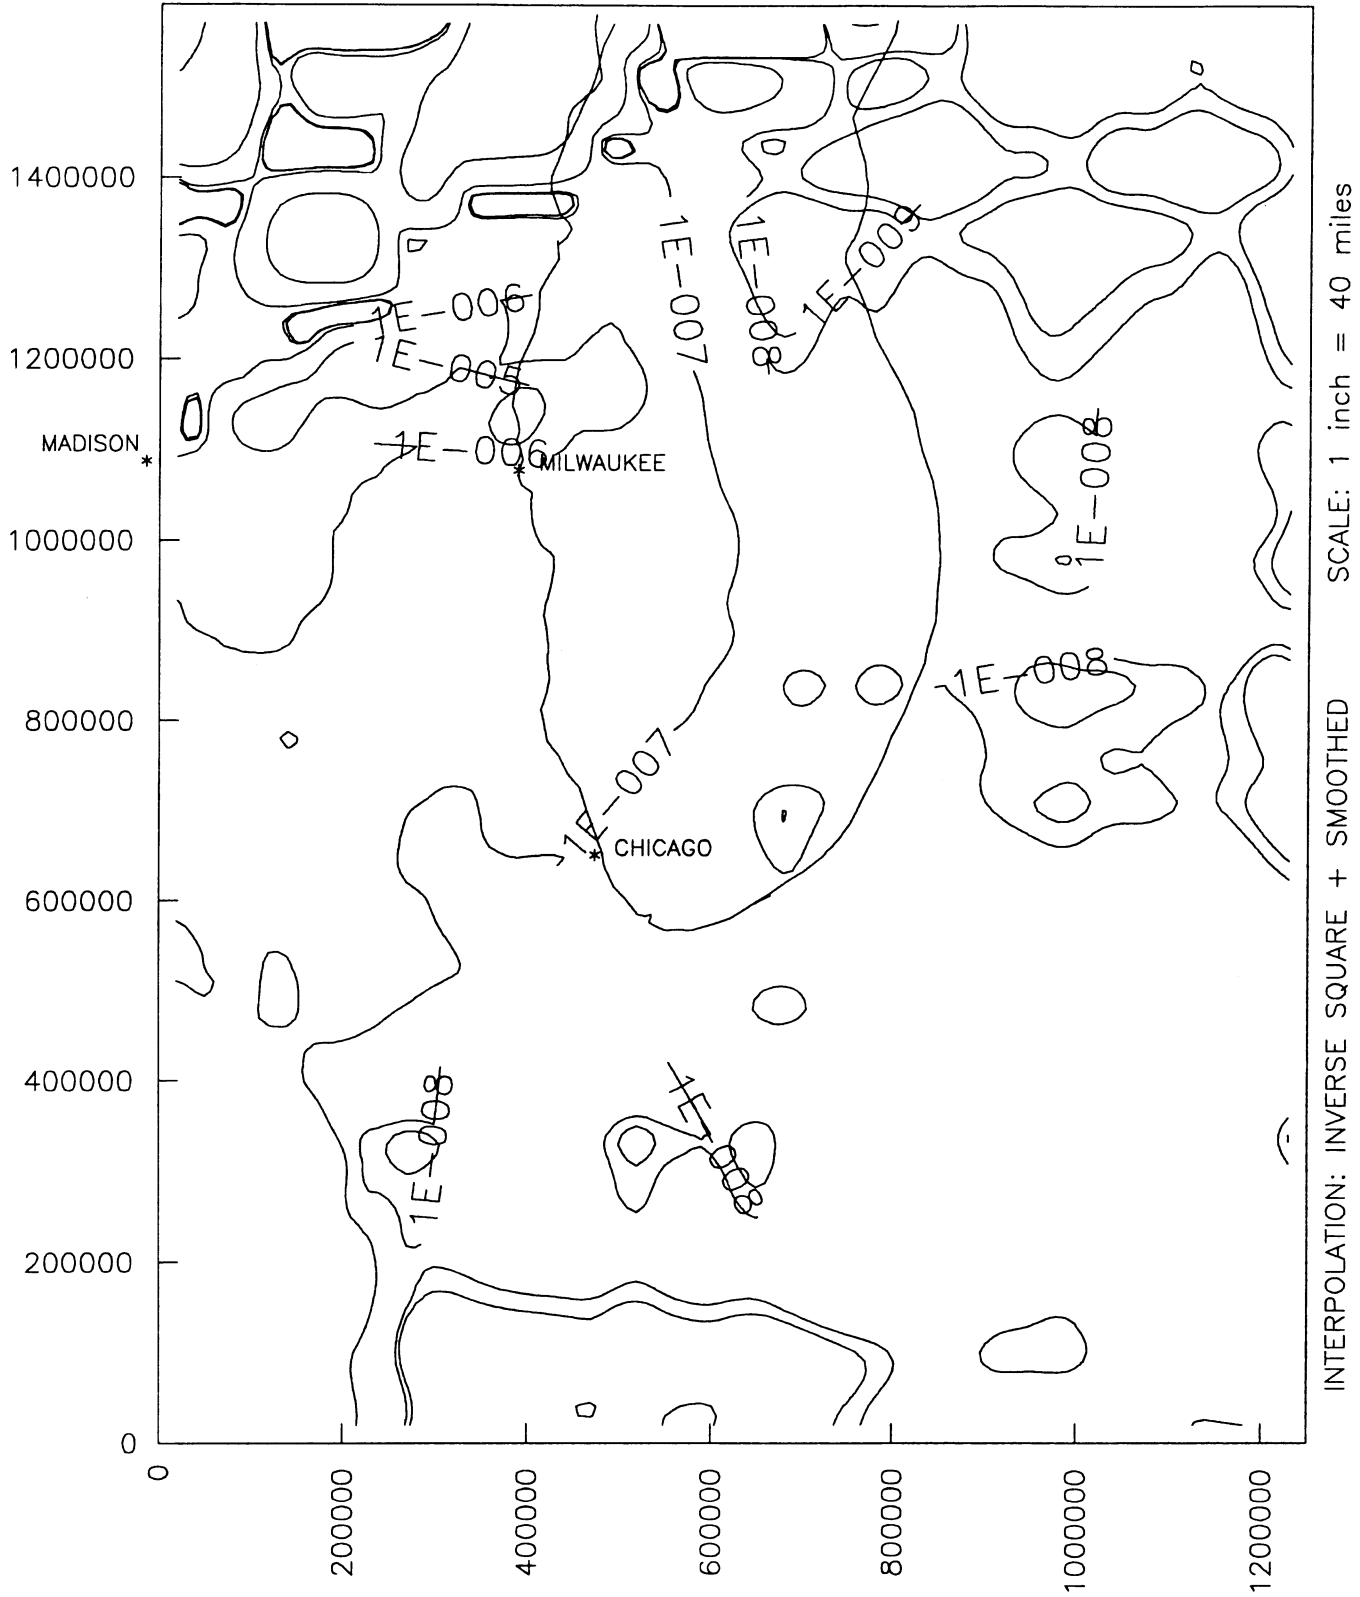 1400000
1200000
1000000
800000
600000
400000
200000
0
0
200000
400000
600000
800000
1000000
1200000
MADISON
*
* MILWAUKEE
* CHICAGO
1E-006
1E-005
1E-006
1E-007
1E-008
1E-009
1E-008
1E-008
1E-007
1E-008
1E-008
INTERPOLATION: INVERSE SQUARE + SMOOTHED SCALE: 1 inch = 40 miles